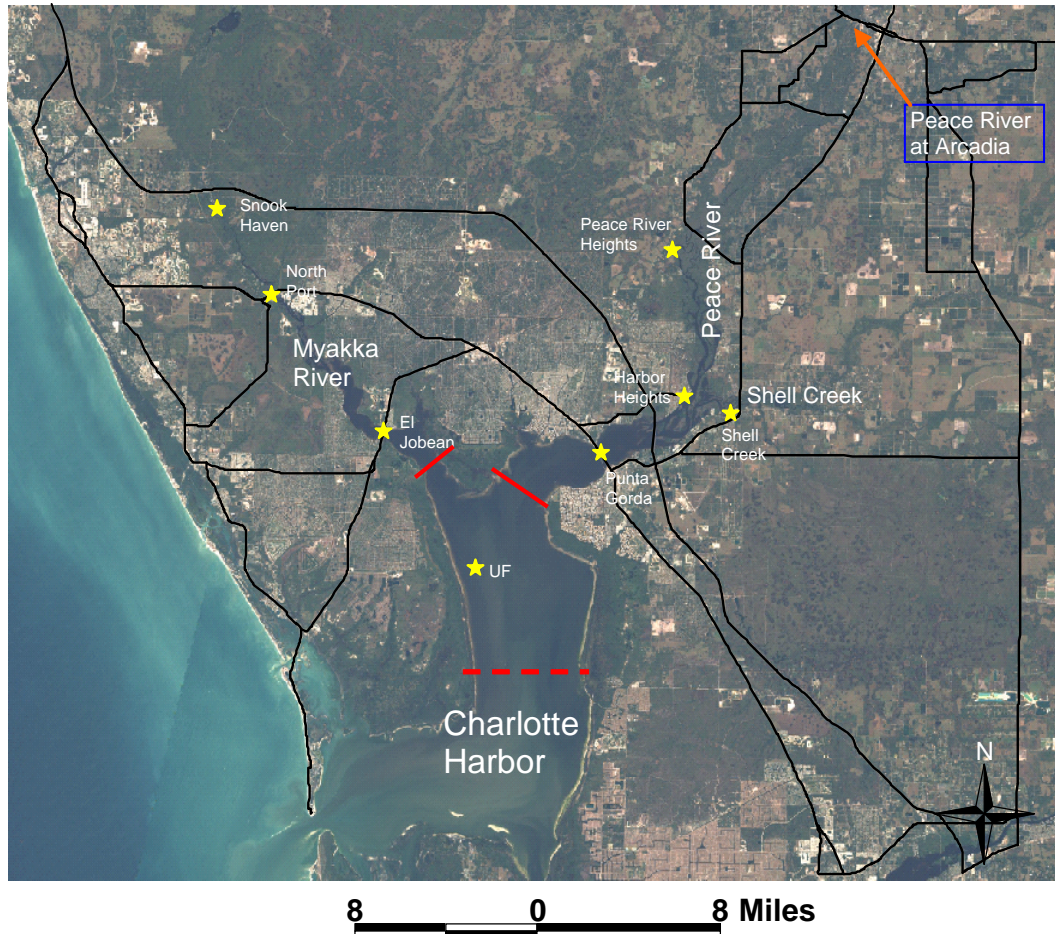 Peace River
at Arcadia
Snook
Haven
Peace River
Heights
Peace River
North
Port
Myakka
River
Harbor
Heights
Shell Creek
El
Jobean
Shell
Creek
Punta
Gorda
UF
Charlotte
Harbor
N
8 0 8 Miles